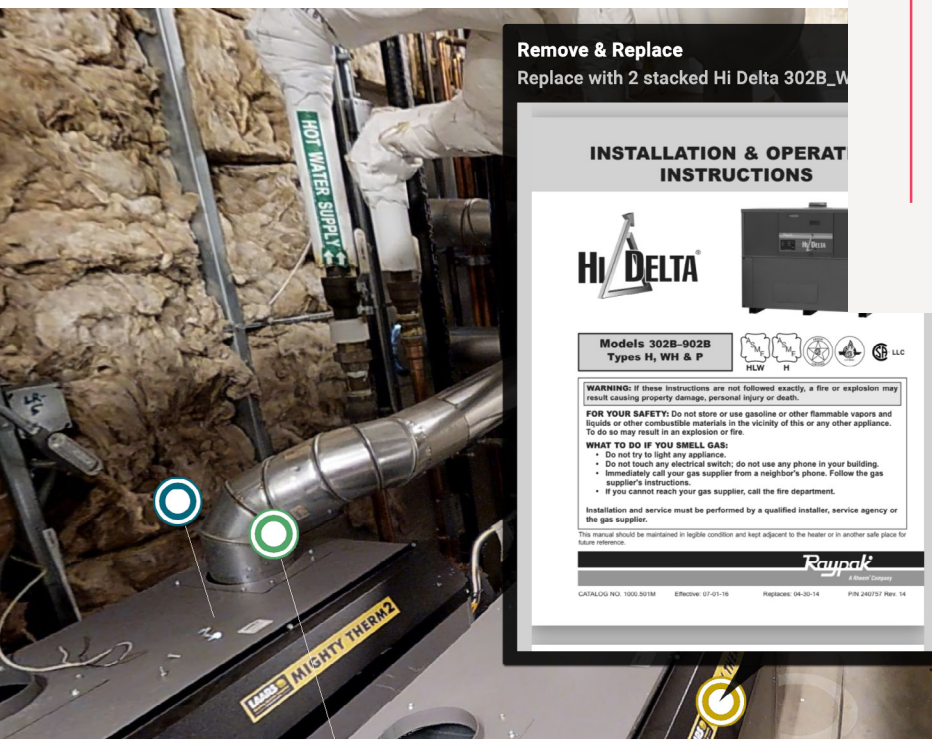 Remove & Replace
Replace with 2 stacked Hi Delta 302B_W
INSTALLATION & OPERAT
INSTRUCTIONS
HI DELTA®
HI DELTA
Models 302B–902B
Types H, WH & P
HLW
H
LLC
WARNING: If these instructions are not followed exactly, a fire or explosion may
result causing property damage, personal injury or death.
FOR YOUR SAFETY: Do not store or use gasoline or other flammable vapors and
liquids or other combustible materials in the vicinity of this or any other appliance.
To do so may result in an explosion or fire.
WHAT TO DO IF YOU SMELL GAS:
• Do not try to light any appliance.
• Do not touch any electrical switch; do not use any phone in your building.
• Immediately call your gas supplier from a neighbor's phone. Follow the gas
supplier's instructions.
• If you cannot reach your gas supplier, call the fire department.
Installation and service must be performed by a qualified installer, service agency or
the gas supplier.
This manual should be maintained in legible condition and kept adjacent to the heater or in another safe place for
future reference.
Raypak
A Rheem® Company
CATALOG NO. 1000.501M Effective: 07-01-16 Replaces: 04-30-14 P/N 240757 Rev. 14
HOT WATER SUPPLY
LR-
5
LAARS MIGHTY THERM2